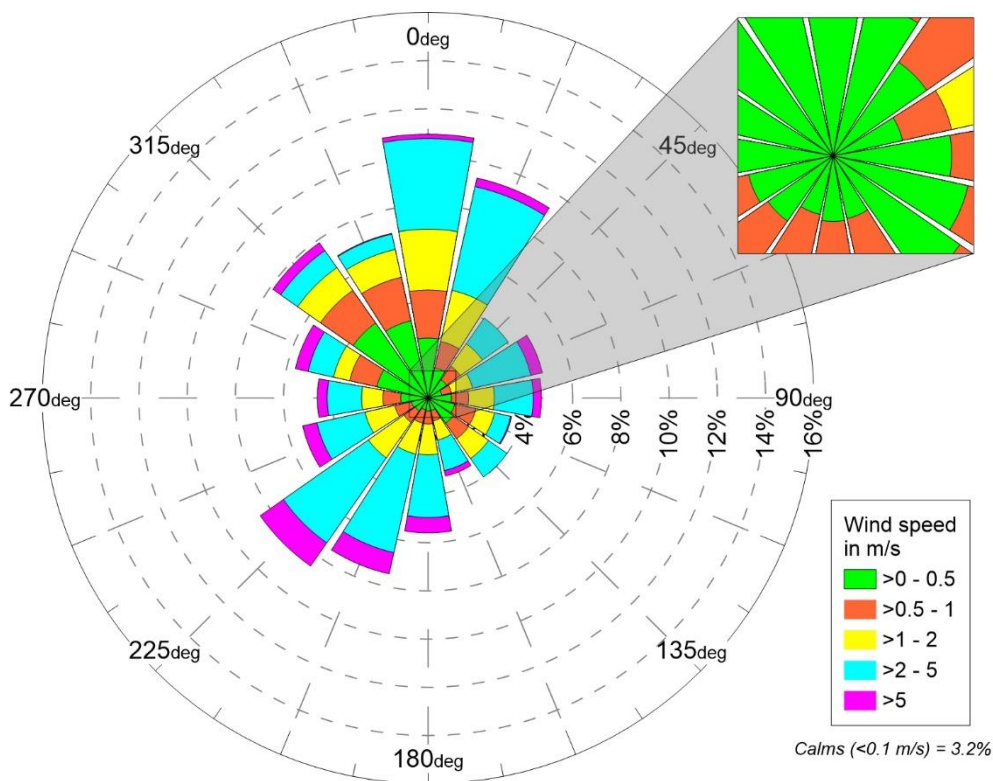 0deg
45deg
90deg
135deg
180deg
225deg
270deg
315deg
4%
6%
8%
10%
12%
14%
16%
Wind speed
in m/s
>0 - 0.5
>0.5 - 1
>1 - 2
>2 - 5
>5
Calms (<0.1 m/s) = 3.2%